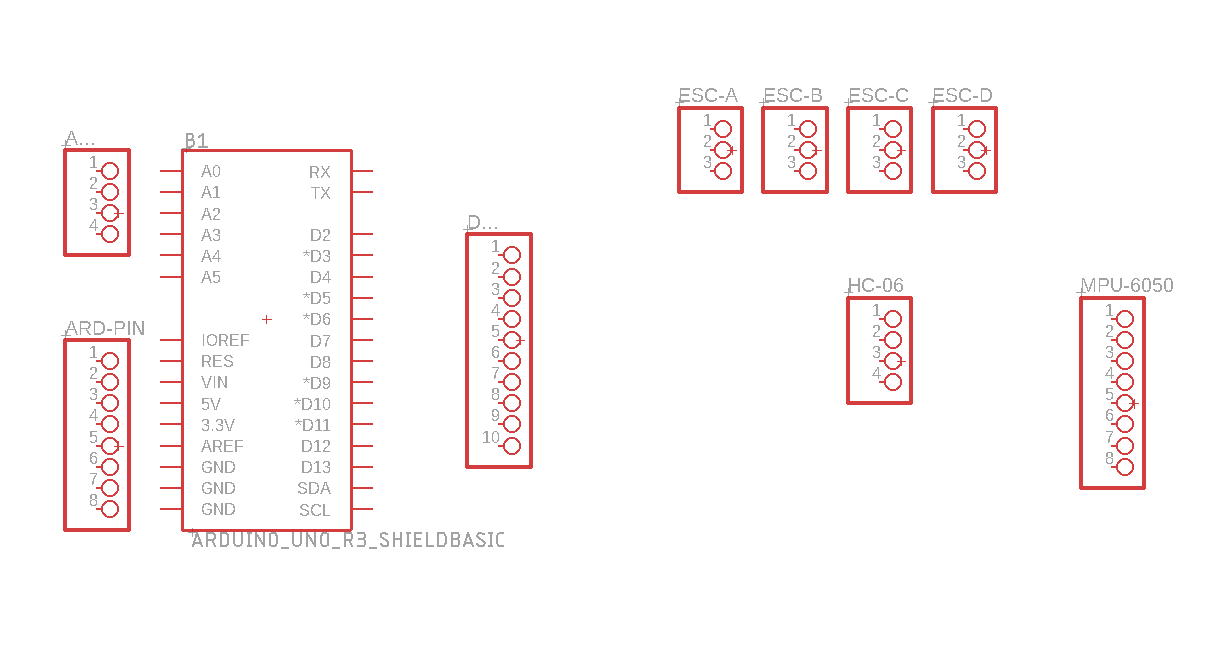 ESC-A ESC-B ESC-C ESC-D
1 1 1 1
2 2 2 2
3 3 3 3
A...
1
2
3
4
B1
A0 RX
A1 TX
A2
A3 D2
A4 *D3
A5 D4
*D5
*D6
IOREF D7
RES D8
VIN *D9
5V *D10
3.3V *D11
AREF D12
GND D13
GND SDA
GND SCL
ARDUINO_UNO_R3_SHIELDBASIC
D...
1
2
3
4
5
6
7
8
9
10
HC-06
1
2
3
4
MPU-6050
1
2
3
4
5
6
7
8
ARD-PIN
1
2
3
4
5
6
7
8